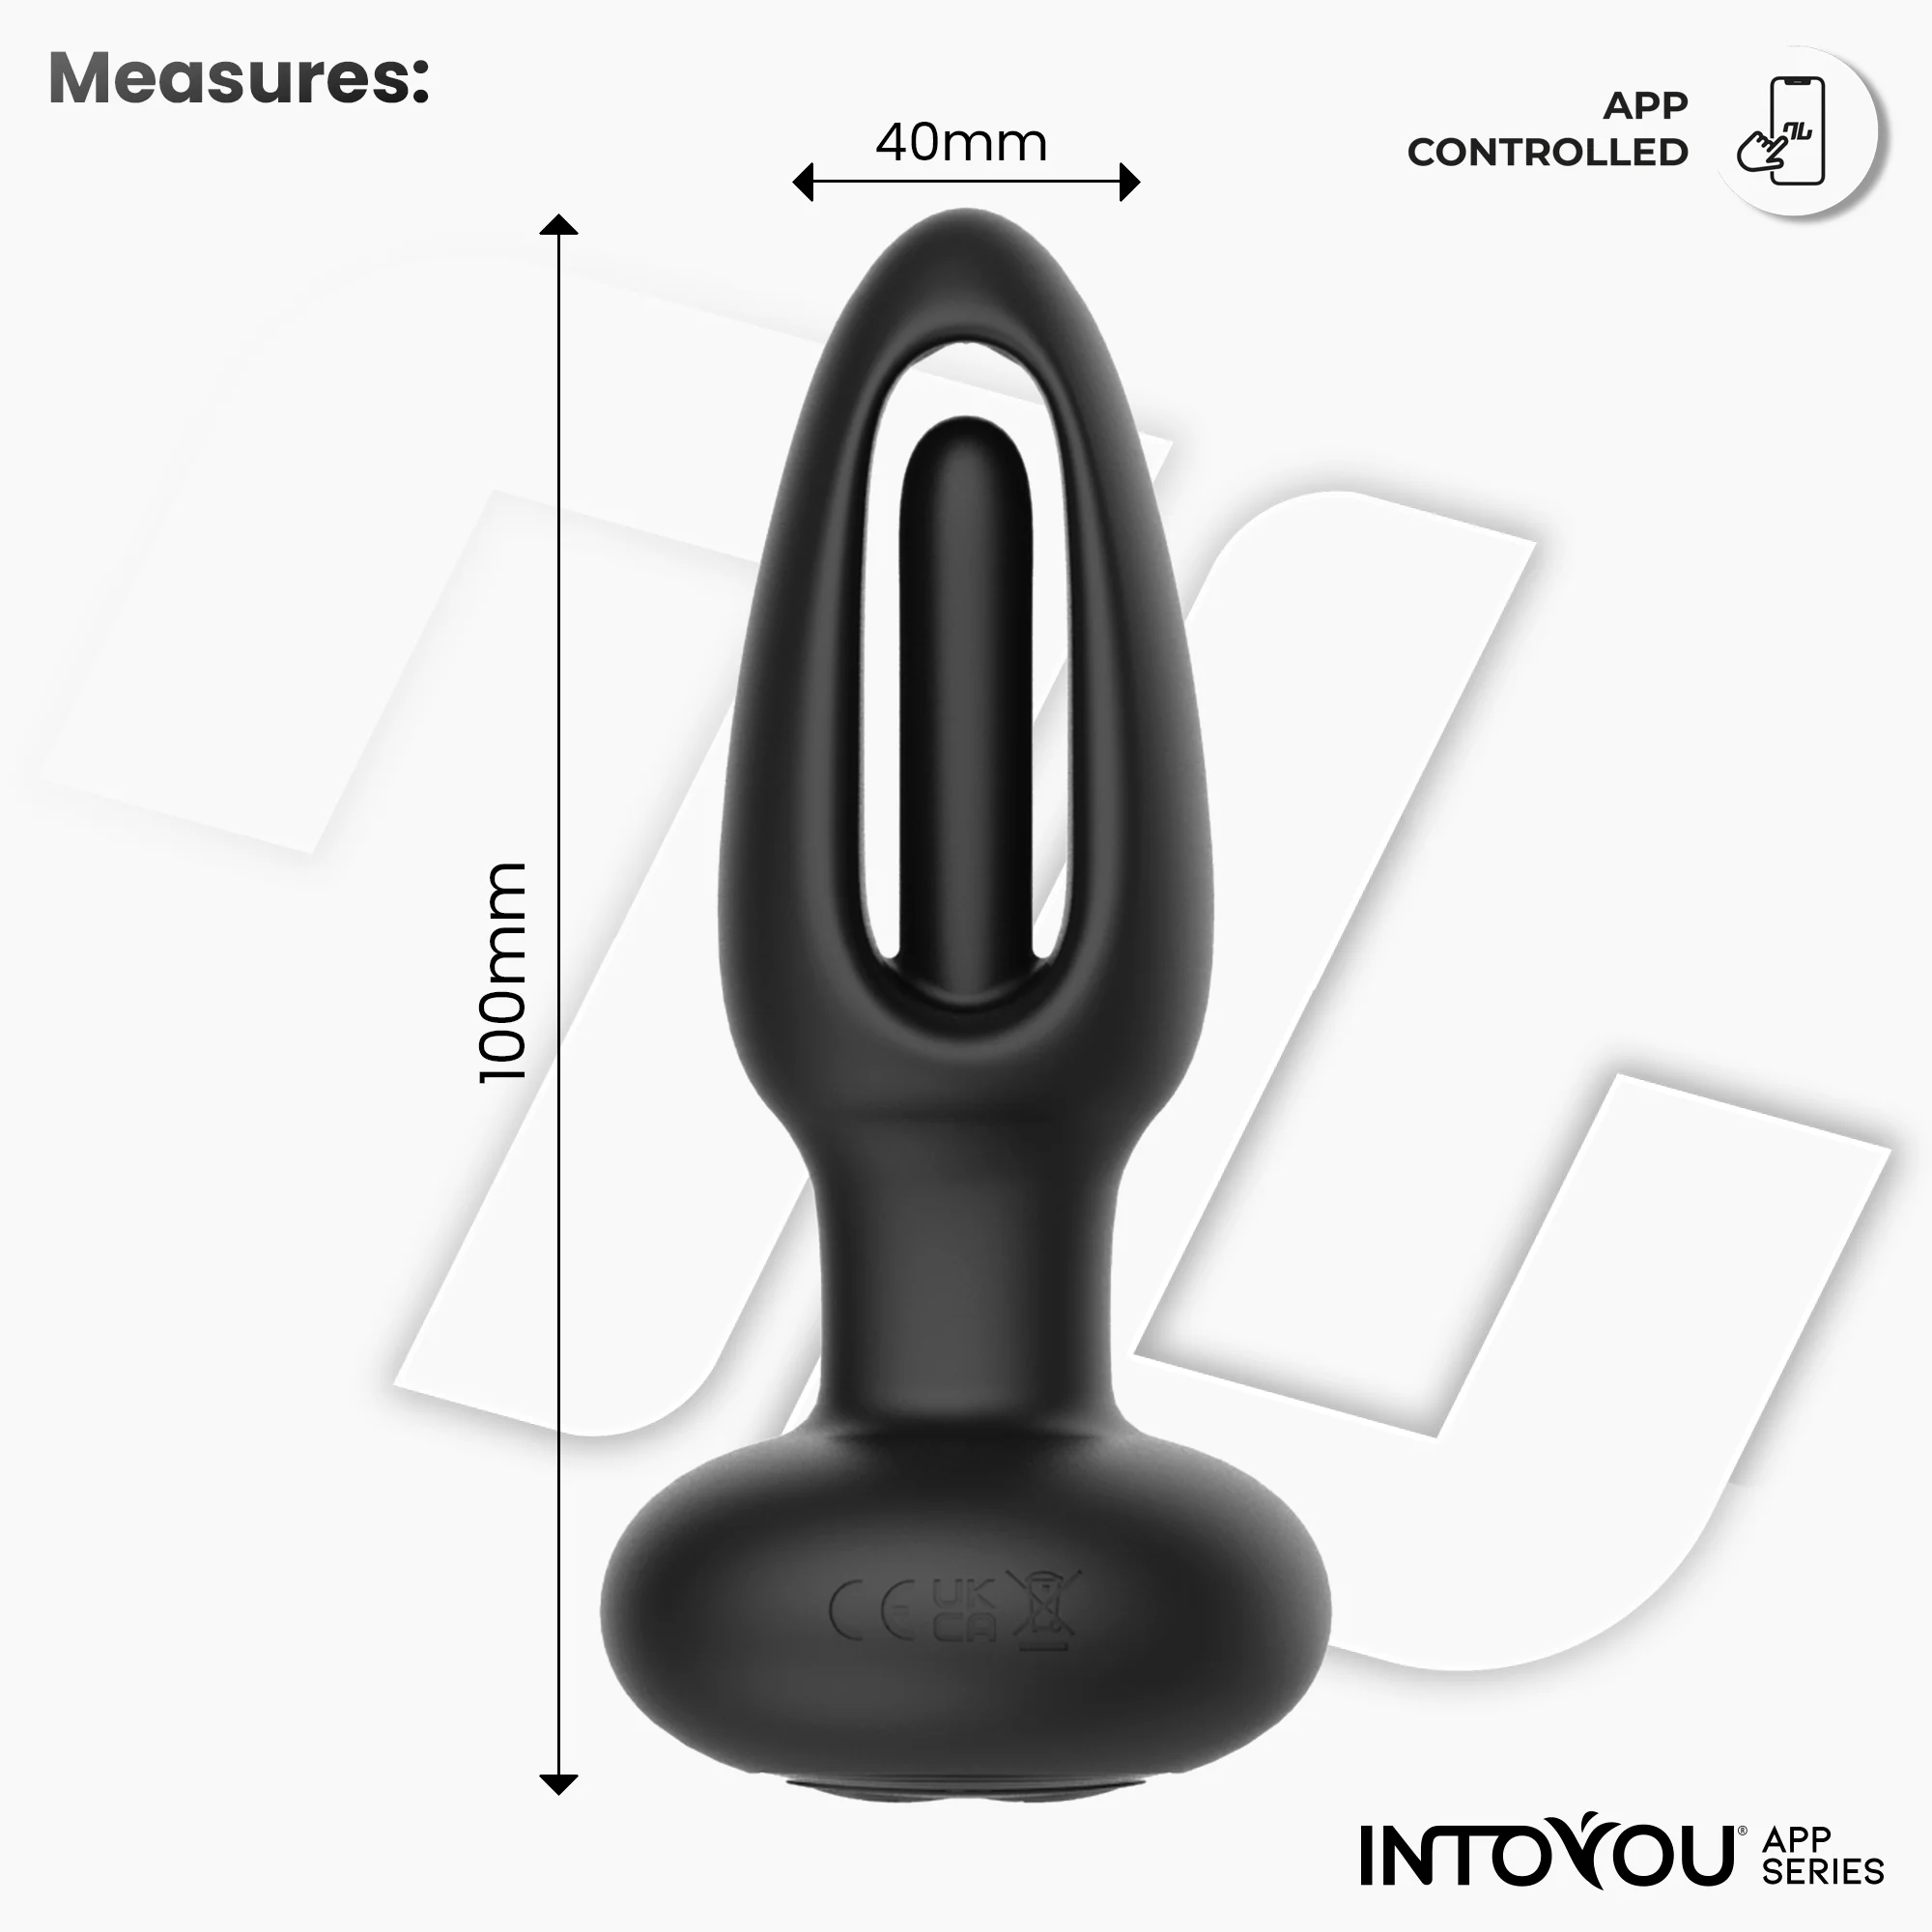 Measures:
APP
CONTROLLED
40mm
100mm
CE UK
CA
INTOYOU® APP
SERIES